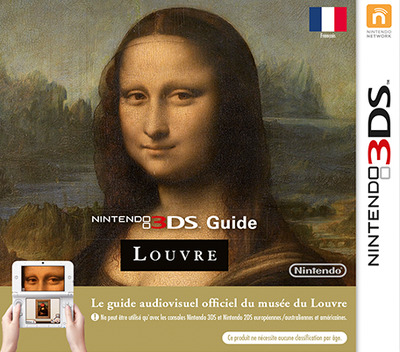 Français
NINTENDO
NETWORK
NINTENDO 3DS™
NINTENDO 3DS™ Guide
LOUVRE
Nintendo®
Le guide audiovisuel officiel du musée du Louvre
Ne peut être utilisé qu'avec les consoles Nintendo 3DS et Nintendo 2DS européennes/australiennes et américaines.
Ce produit ne nécessite aucune classification par âge.